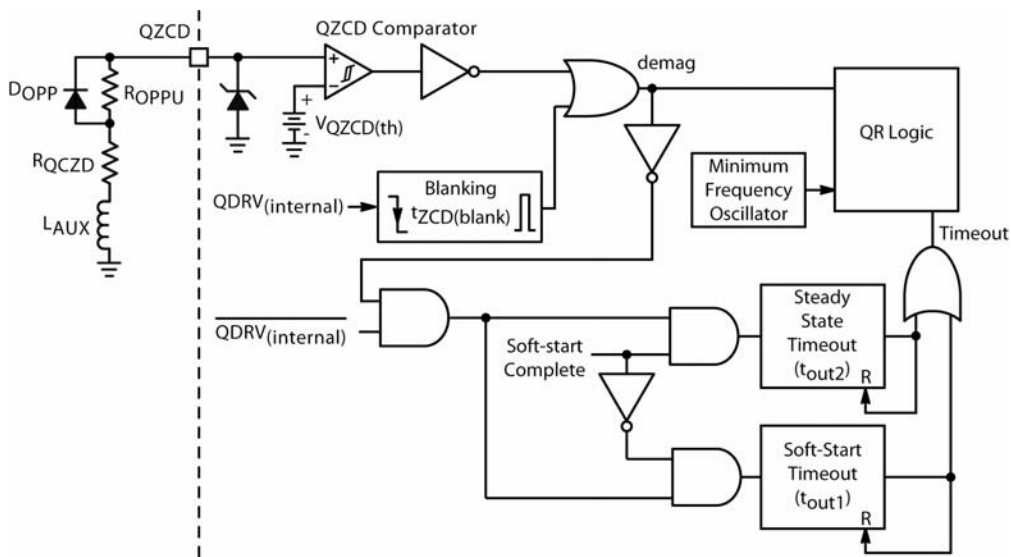 QZCD
QZCD Comparator
DOPP
ROPPU
+
−
+
-
VQZCD(th)
demag
QR Logic
RQCZD
LAUX
QDRV(internal)
Blanking
tZCD(blank)
Minimum
Frequency
Oscillator
Timeout
QDRV(internal)
Soft-start
Complete
Steady
State
Timeout
(tout2)
R
Soft-Start
Timeout
(tout1)
R